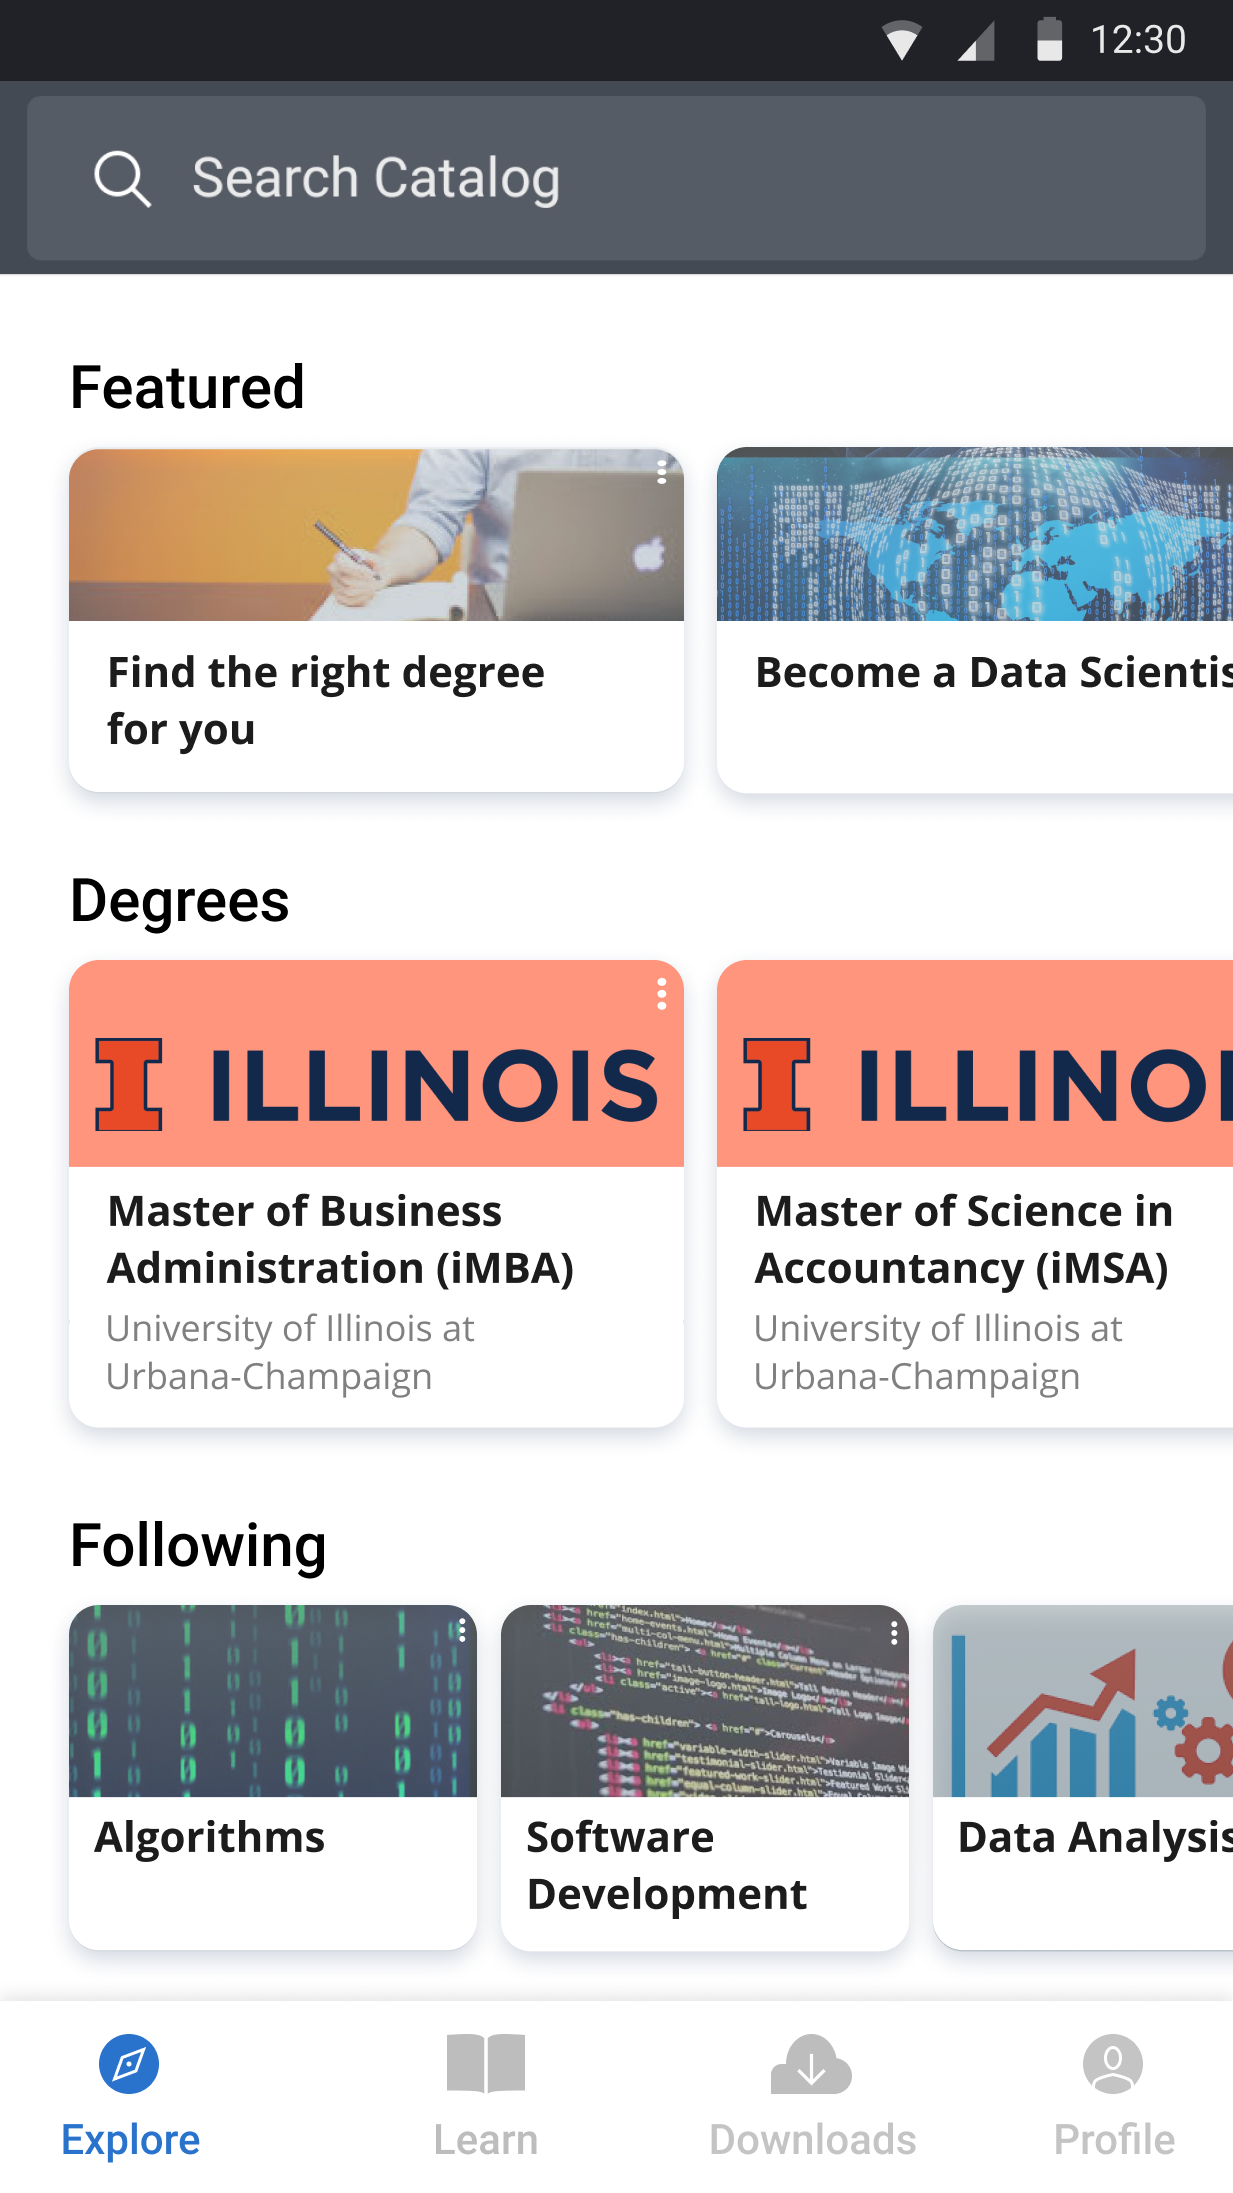 12:30
Search Catalog
Featured
Find the right degree
for you
Become a Data Scientis
Degrees
I ILLINOIS
I ILLINOI
Master of Business
Administration (iMBA)
University of Illinois at
Urbana-Champaign
Master of Science in
Accountancy (iMSA)
University of Illinois at
Urbana-Champaign
Following
Algorithms
Software
Development
Data Analysis
Explore
Learn
Downloads
Profile